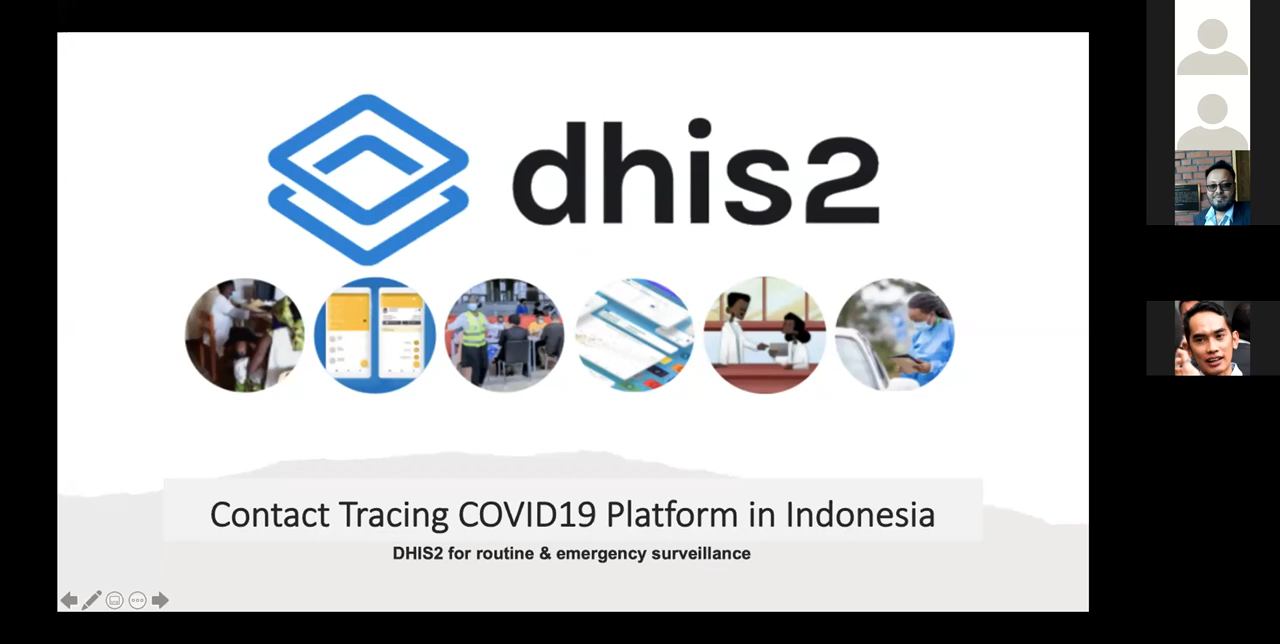 dhis2
Contact Tracing COVID19 Platform in Indonesia
DHIS2 for routine & emergency surveillance